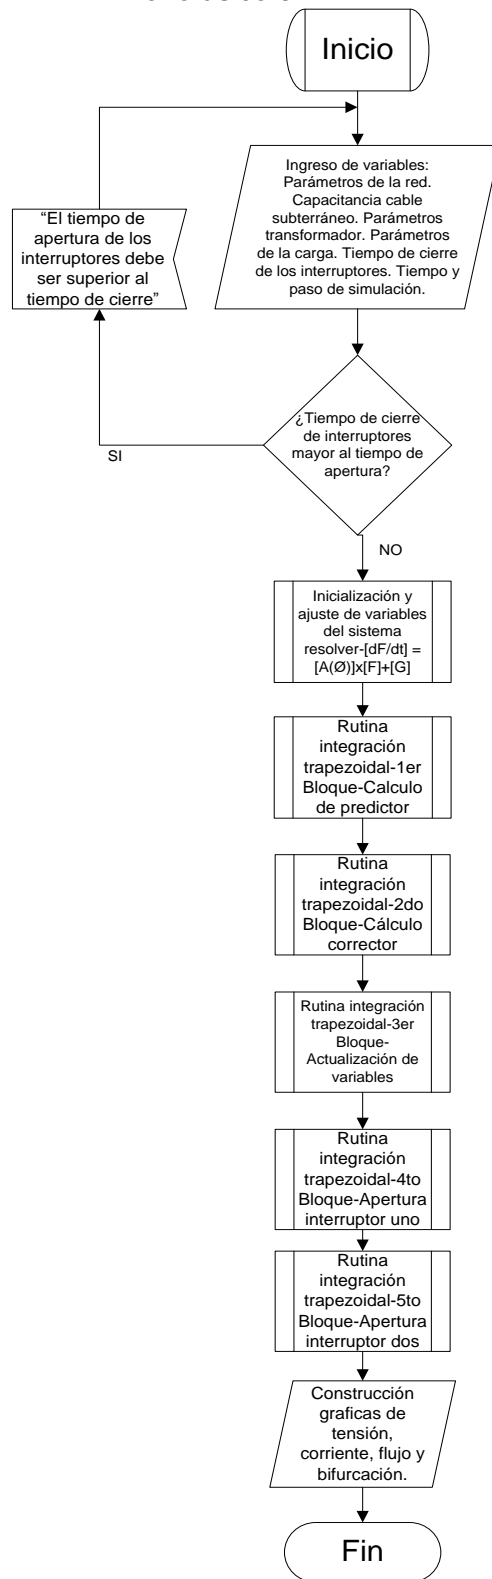 Inicio
Ingreso de variables:
Parámetros de la red.
Capacitancia cable
subterráneo. Parámetros
transformador. Parámetros
de la carga. Tiempo de cierre
de los interruptores. Tiempo y
paso de simulación.
“El tiempo de
apertura de los
interruptores debe
ser superior al
tiempo de cierre”
¿Tiempo de cierre
de interruptores
mayor al tiempo de
apertura?
SI
NO
Inicialización y
ajuste de variables
del sistema
resolver-[dF/dt] =
[A(Ø)]x[F]+[G]
Rutina
integración
trapezoidal-1er
Bloque-Calculo
de predictor
Rutina
integración
trapezoidal-2do
Bloque-Cálculo
corrector
Rutina integración
trapezoidal-3er
Bloque-
Actualización de
variables
Rutina
integración
trapezoidal-4to
Bloque-Apertura
interruptor uno
Rutina
integración
trapezoidal-5to
Bloque-Apertura
interruptor dos
Construcción
graficas de
tensión,
corriente, flujo y
bifurcación.
Fin